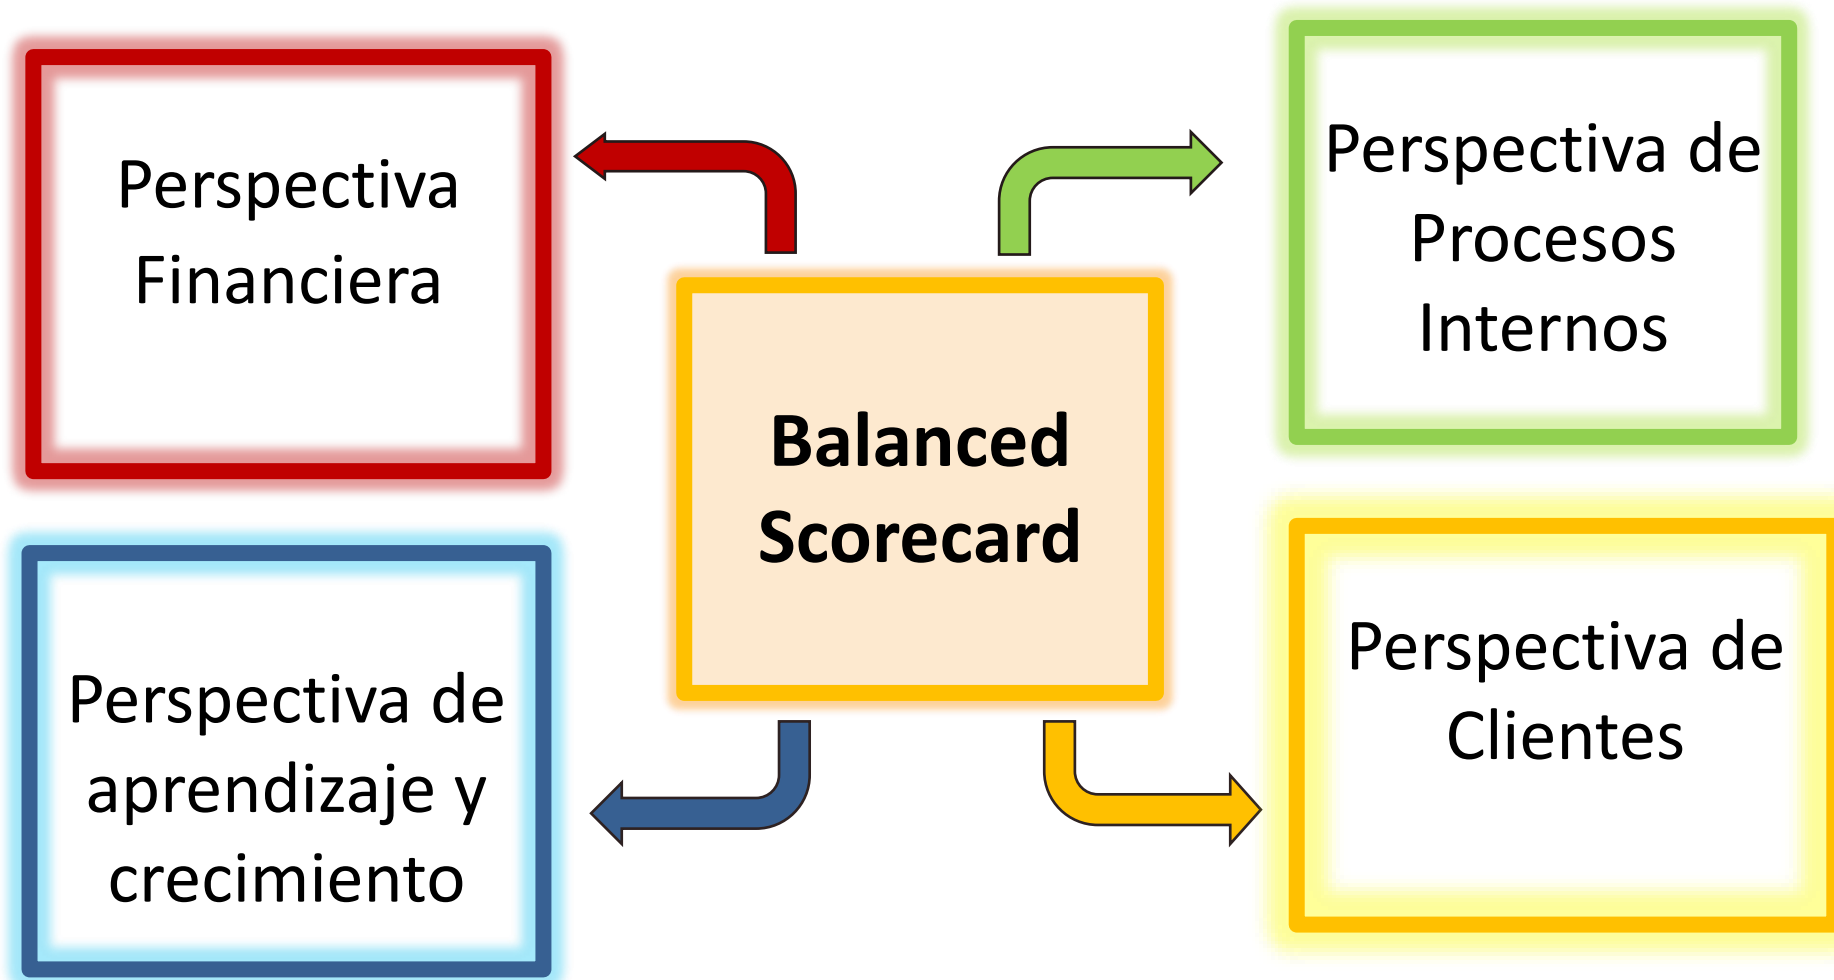 Perspectiva
Financiera
Perspectiva de
Procesos
Internos
Balanced
Scorecard
Perspectiva de
aprendizaje y
crecimiento
Perspectiva de
Clientes